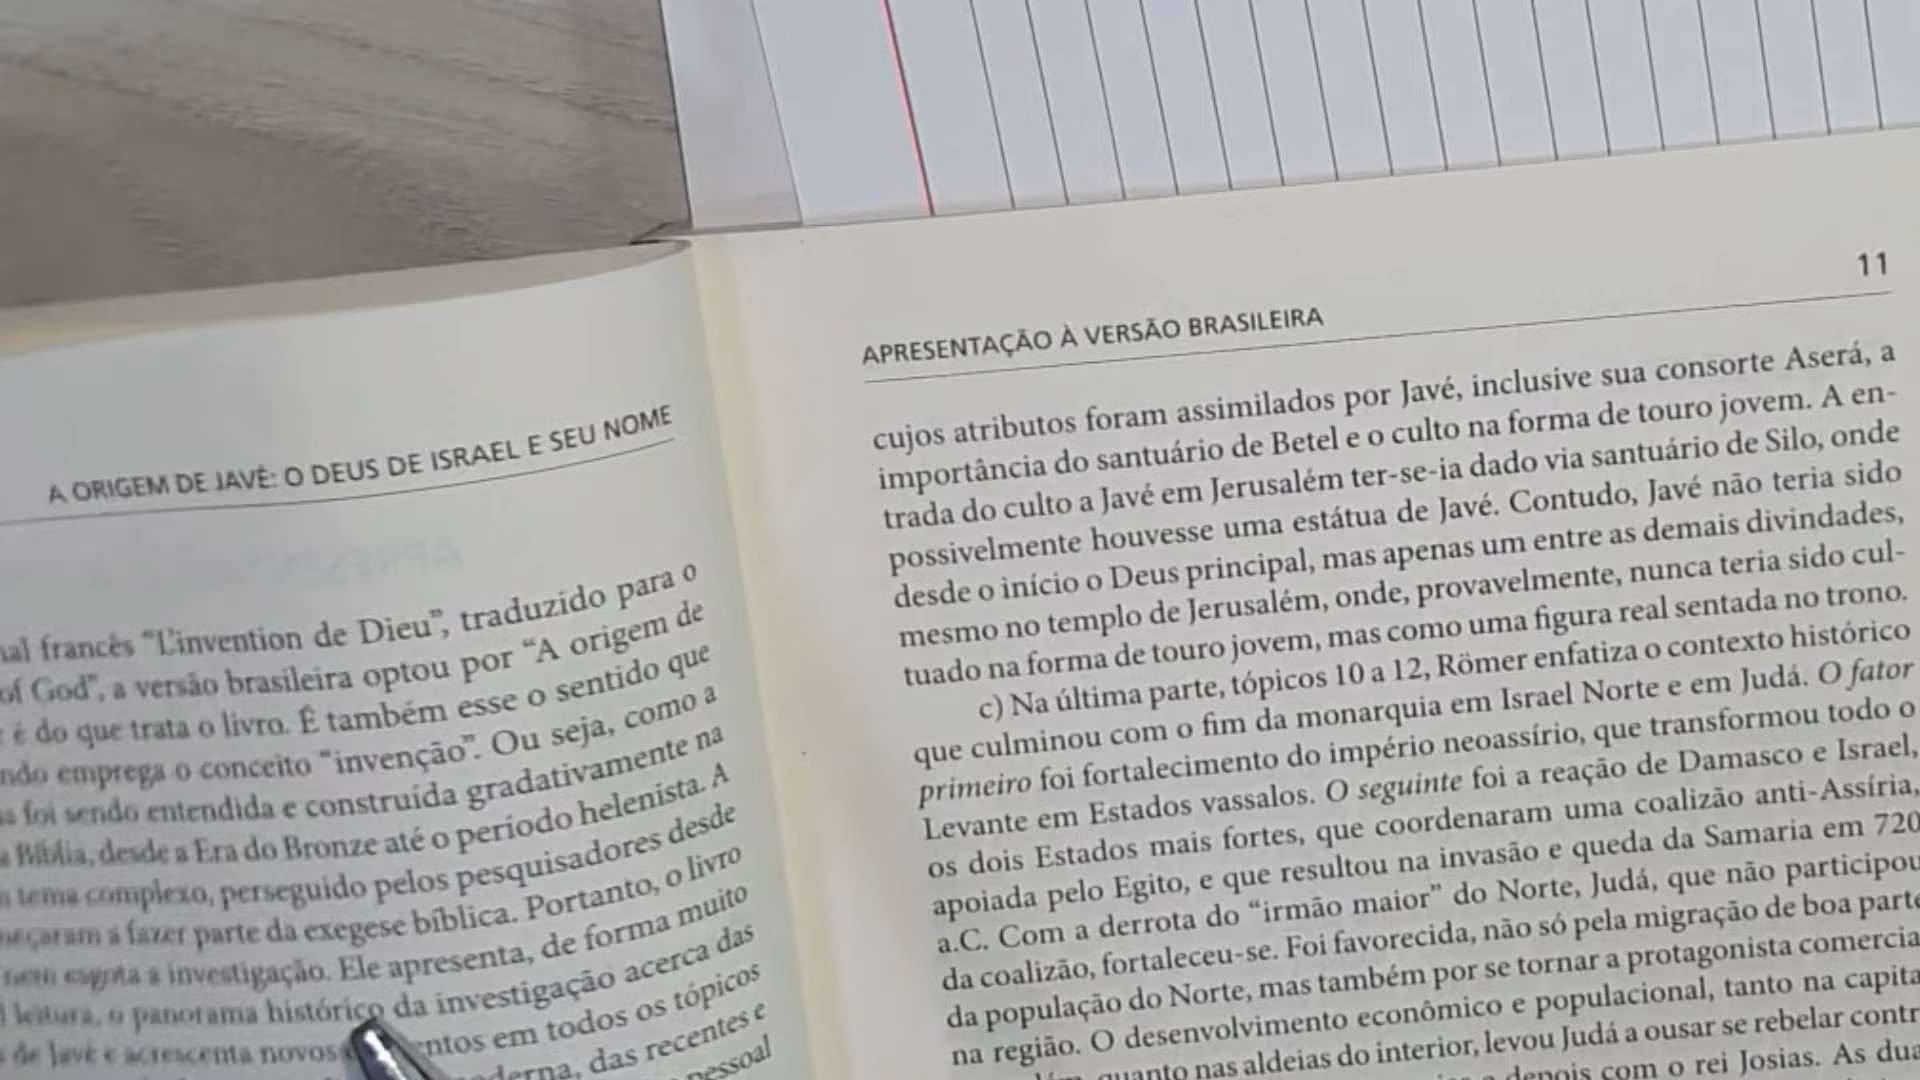 A ORIGEM DE JAVÉ: O DEUS DE ISRAEL E SEU NOME
francês “L’invention de Dieu”, traduzido para o
of God”, a versão brasileira optou por “A origem de
é do que trata o livro. É também esse o sentido que
emprega o conceito “invenção”. Ou seja, como a
foi sendo entendida e construída gradativamente na
Bíblia, desde a Era do Bronze até o período helenista. A
tema complexo, perseguido pelos pesquisadores desde
a fazer parte da exegese bíblica. Portanto, o livro
nem esgota a investigação. Ele apresenta, de forma muito
leitura, o panorama histórico da investigação acerca das
de Javé e acrescenta novos entos em todos os tópicos
das recentes e
pessoal
11
APRESENTAÇÃO À VERSÃO BRASILEIRA
cujos atributos foram assimilados por Javé, inclusive sua consorte Aserá, a
importância do santuário de Betel e o culto na forma de touro jovem. A en-
trada do culto a Javé em Jerusalém ter-se-ia dado via santuário de Silo, onde
possivelmente houvesse uma estátua de Javé. Contudo, Javé não teria sido
desde o início o Deus principal, mas apenas um entre as demais divindades,
mesmo no templo de Jerusalém, onde, provavelmente, nunca teria sido cul-
tuado na forma de touro jovem, mas como uma figura real sentada no trono.
c) Na última parte, tópicos 10 a 12, Römer enfatiza o contexto histórico
que culminou com o fim da monarquia em Israel Norte e em Judá. O fator
primeiro foi fortalecimento do império neoassírio, que transformou todo o
Levante em Estados vassalos. O seguinte foi a reação de Damasco e Israel,
os dois Estados mais fortes, que coordenaram uma coalizão anti-Assíria,
apoiada pelo Egito, e que resultou na invasão e queda da Samaria em 720
a.C. Com a derrota do “irmão maior” do Norte, Judá, que não participou
da coalizão, fortaleceu-se. Foi favorecida, não só pela migração de boa parte
da população do Norte, mas também por se tornar a protagonista comercia
na região. O desenvolvimento econômico e populacional, tanto na capita
quanto nas aldeias do interior, levou Judá a ousar se rebelar contr
depois com o rei Josias. As dua